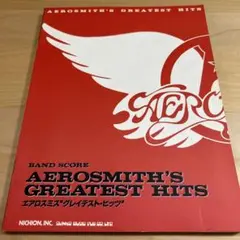 AEROSMITH'S GREATEST HITS
AERO
BAND SCORE
AEROSMITH'S
GREATEST HITS
エアロスミス"グレイテスト・ヒッツ"
NICHION, INC.